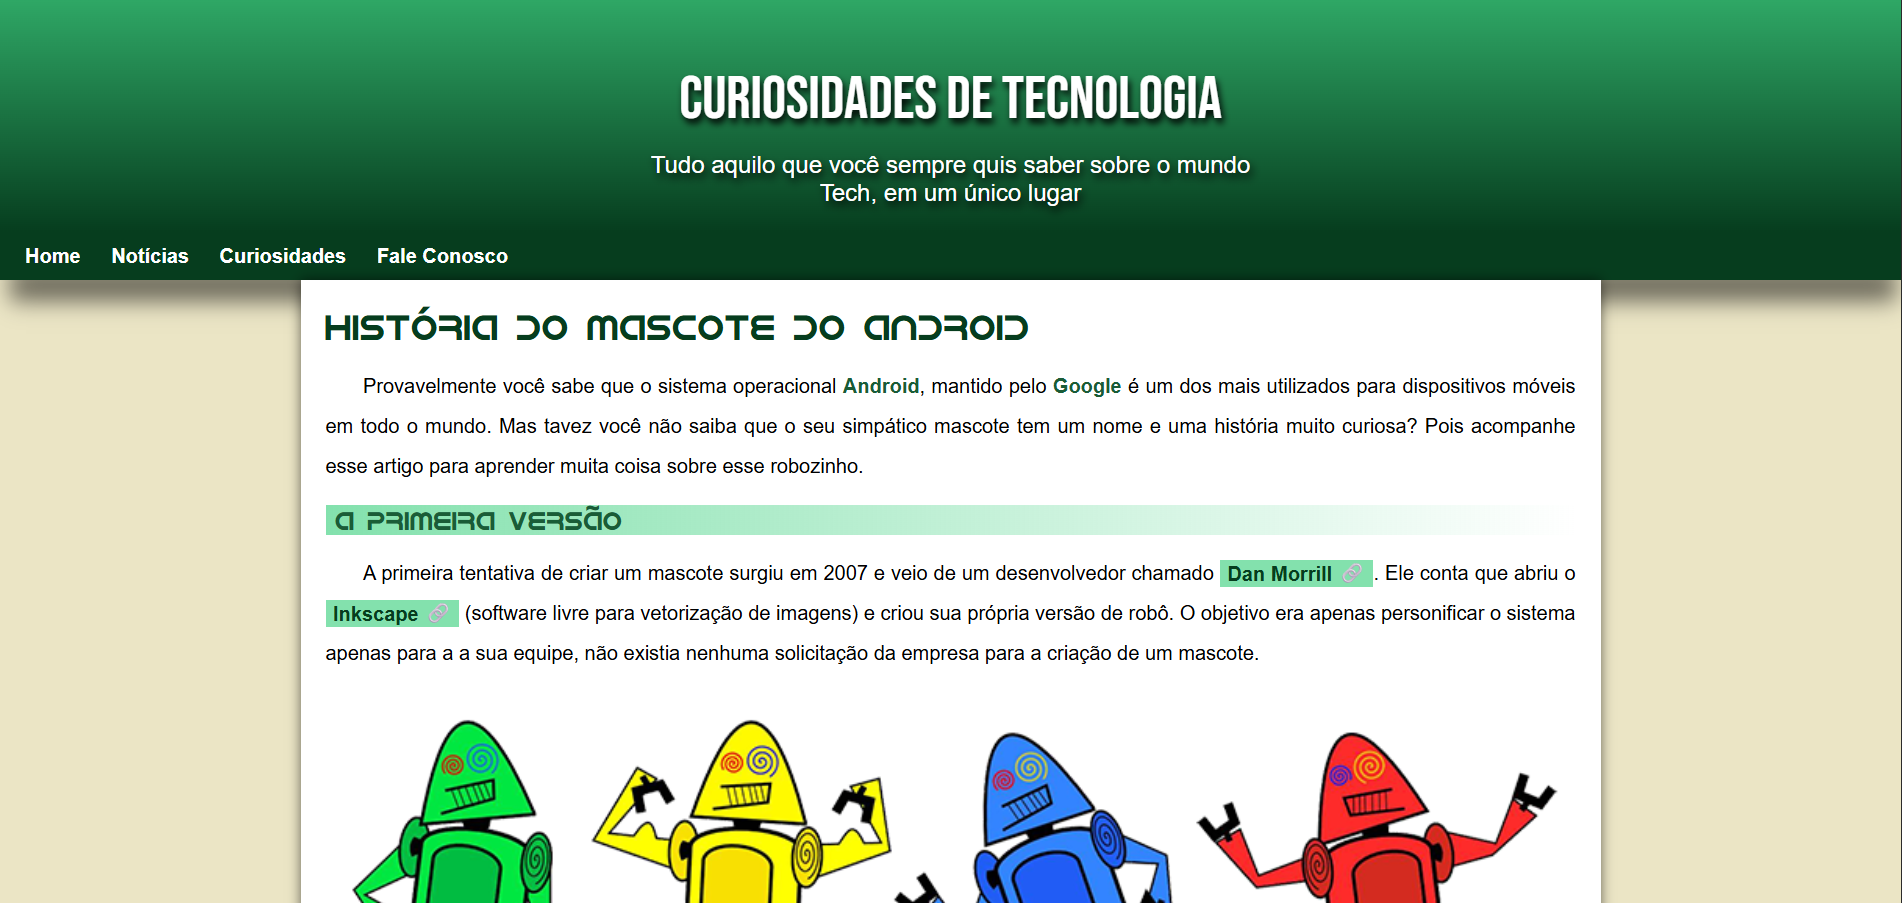 CURIOSIDADES DE TECNOLOGIA
Tudo aquilo que você sempre quis saber sobre o mundo
Tech, em um único lugar
Home Notícias Curiosidades Fale Conosco
HISTÓRIA DO MASCOTE DO ANDROID
Provavelmente você sabe que o sistema operacional Android, mantido pelo Google é um dos mais utilizados para dispositivos móveis
em todo o mundo. Mas tavez você não saiba que o seu simpático mascote tem um nome e uma história muito curiosa? Pois acompanhe
esse artigo para aprender muita coisa sobre esse robozinho.
A PRIMEIRA VERSÃO
A primeira tentativa de criar um mascote surgiu em 2007 e veio de um desenvolvedor chamado Dan Morrill 🔗. Ele conta que abriu o
Inkscape 🔗 (software livre para vetorização de imagens) e criou sua própria versão de robô. O objetivo era apenas personificar o sistema
apenas para a a sua equipe, não existia nenhuma solicitação da empresa para a criação de um mascote.